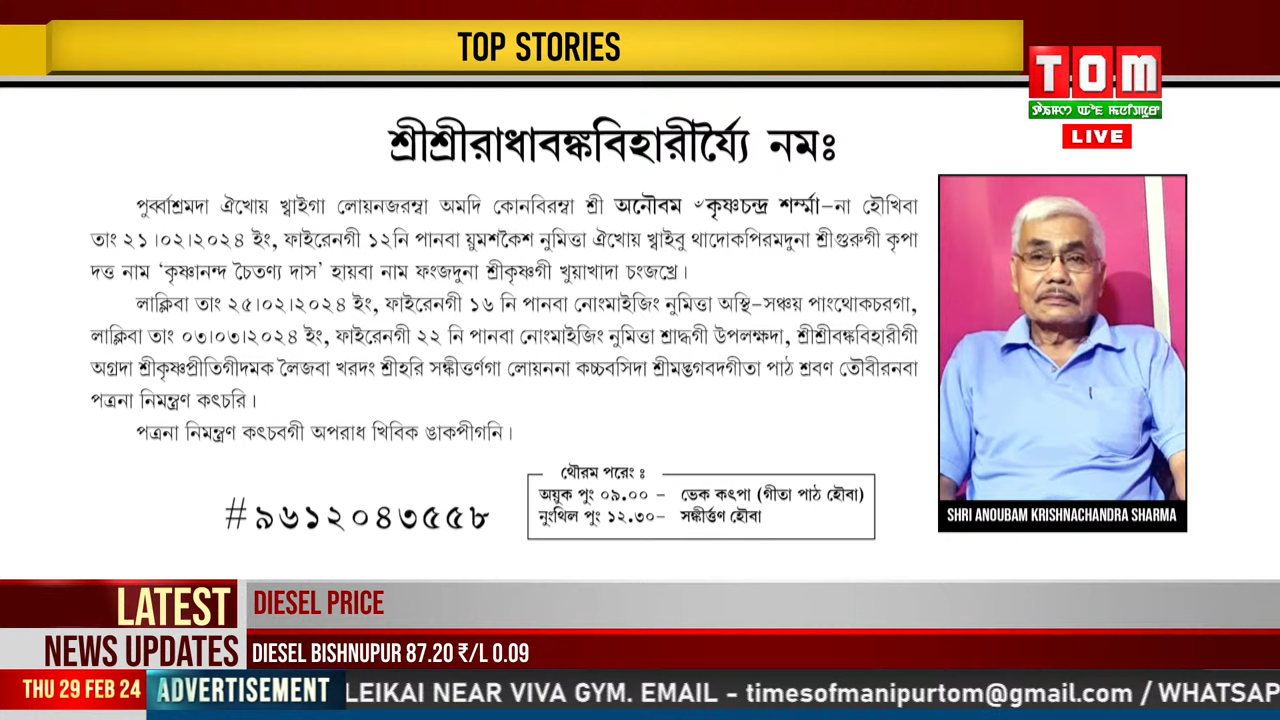 TOP STORIES
TOM
LIVE
শ্রীশ্রীরাধাবঙ্কবিহারীর্য্যৈ নমঃ
পুর্ব্বাশ্রমদা ঐখোয় খ্বাইগা লোয়নজরম্বা অমদি কোনবিরম্বা শ্রী অনৌবম ৺কৃষ্ণচন্দ্র শর্ম্মা-না হৌখিবা
তাং ২১।০২।২০২৪ ইং, ফাইরেনগী ১২নি পানবা য়ুমশকৈশ নুমিত্তা ঐখোয় খ্বাইবু থাদোকপিরমদুনা শ্রীগুরুগী কৃপা
দত্ত নাম ‘কৃষ্ণানন্দ চৈতণ্য দাস’ হায়বা নাম ফংজদুনা শ্রীকৃষ্ণগী খুয়াখাদা চংজখ্রে।
লাক্লিবা তাং ২৫।০২।২০২৪ ইং, ফাইরেনগী ১৬ নি পানবা নোংমাইজিং নুমিত্তা অস্থি-সঞ্চয় পাংথোকচরগা,
লাক্লিবা তাং ০৩।০৩।২০২৪ ইং, ফাইরেনগী ২২ নি পানবা নোংমাইজিং নুমিত্তা শ্রাদ্ধগী উপলক্ষদা, শ্রীশ্রীবঙ্কবিহারীগী
অগ্রদা শ্রীকৃষ্ণপ্রীতিগীদমক লৈজবা খরদং শ্রীহরি সঙ্কীর্ত্তণগা লোয়ননা কচ্চবসিদা শ্রীমদ্ভগবদগীতা পাঠ শ্রবণ তৌবীরনবা
পত্রনা নিমন্ত্রণ কৎচরি।
পত্রনা নিমন্ত্রণ কৎচবগী অপরাধ খিবিক ঙাকপীগনি।
#৯৬১২০৪৩৫৫৮
থৌরম পরেং ঃ
অয়ুক পুং ০৯.০০ – ভেক কৎপা (গীতা পাঠ হৌবা)
নুংথিল পুং ১২.৩০– সঙ্কীর্ত্তণ হৌবা
SHRI ANOUBAM KRISHNACHANDRA SHARMA
LATEST
NEWS UPDATES
DIESEL PRICE
DIESEL BISHNUPUR 87.20 ₹/L 0.09
THU 29 FEB 24
ADVERTISEMENT
LEIKAI NEAR VIVA GYM. EMAIL – timesofmanipurtom@gmail.com / WHATSAP